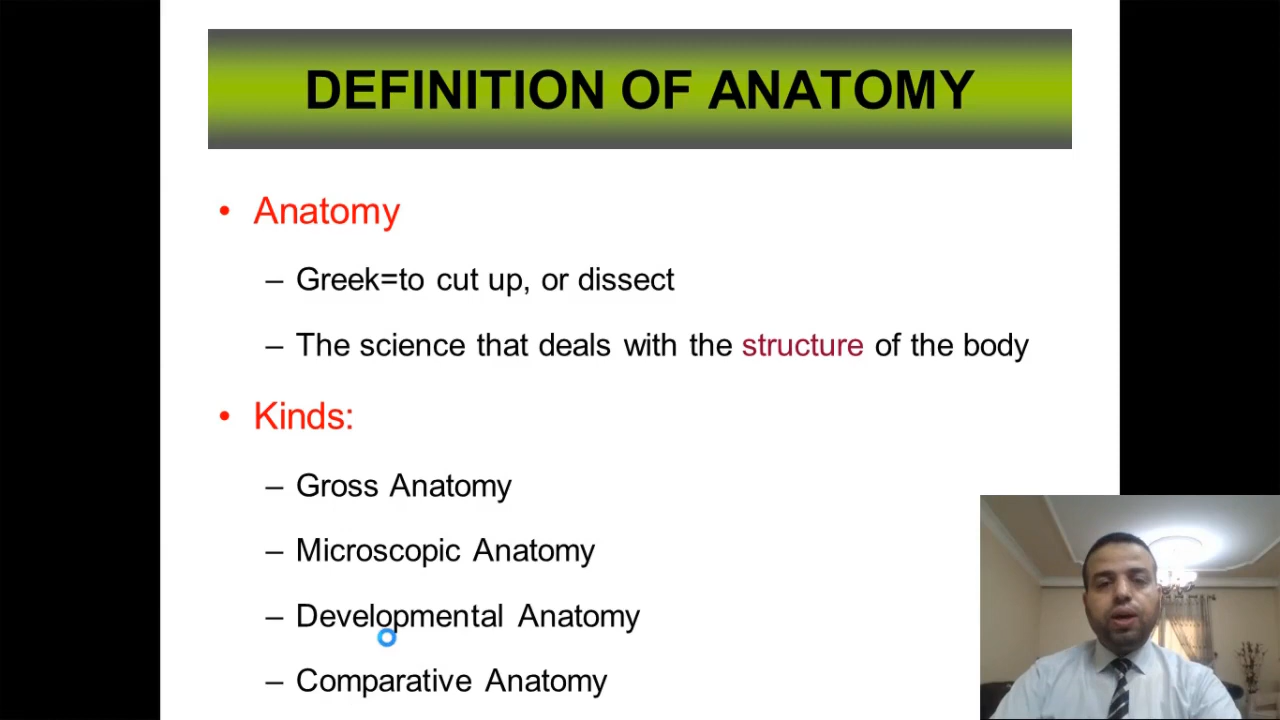 DEFINITION OF ANATOMY
• Anatomy
– Greek=to cut up, or dissect
– The science that deals with the structure of the body
• Kinds:
– Gross Anatomy
– Microscopic Anatomy
– Developmental Anatomy
– Comparative Anatomy